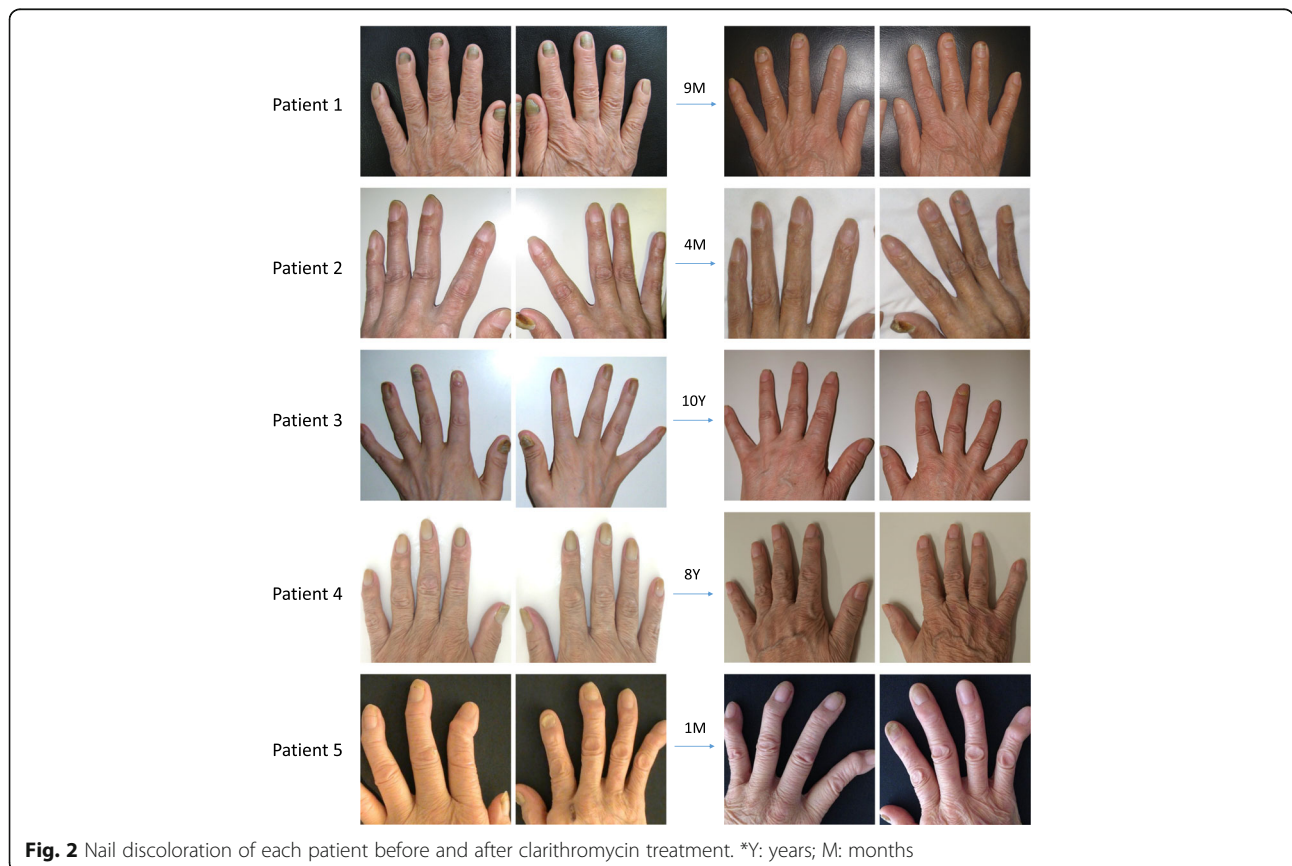 Patient 1
9M
Patient 2
4M
Patient 3
10Y
Patient 4
8Y
Patient 5
1M
Fig. 2 Nail discoloration of each patient before and after clarithromycin treatment. *Y: years; M: months